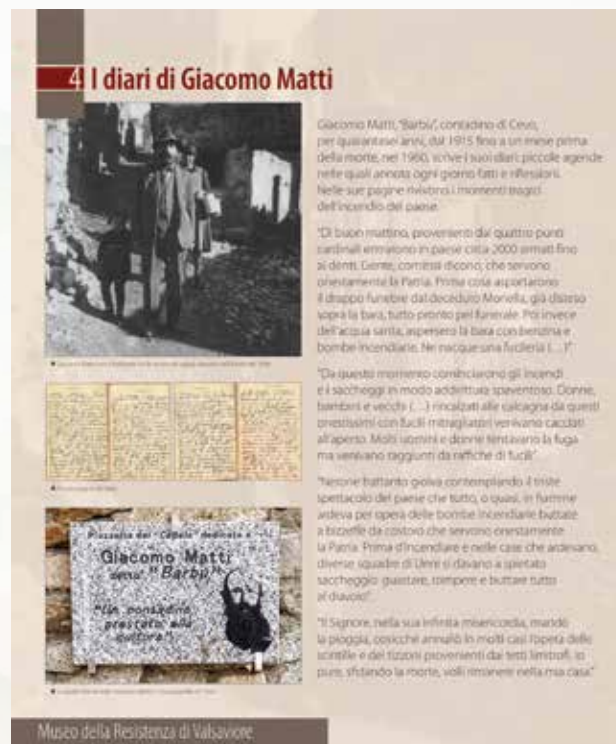 4 I diari di Giacomo Matti
Giacomo Matti, "Barbù", contadino di Cevo,
per quarantasei anni, dal 1915 fino a un mese prima
della morte, nel 1960, scrive i suoi diari: piccole agende
nelle quali annota ogni giorno fatti e riflessioni.
Nelle sue pagine rivivono i momenti tragici
dell'incendio del paese.
"Di buon mattino, provenienti dai quattro punti
cardinali entrarono in paese circa 2000 armati fino
ai denti. Gente, com'essi dicono, che servono
onestamente la Patria. Prima cosa asportarono
il drappo funebre dal deceduto Monella, già disteso
sopra la bara, tutto pronto pel funerale. Poi invece
dell'acqua santa, aspersero la bara con benzina e
bombe incendiarie. Ne nacque una fucileria (…)"
"Da questo momento cominciarono gli incendi
e i saccheggi in modo addirittura spaventoso. Donne,
bambini e vecchi (…) rincalzati alle calcagna da questi
onestissimi con fucili mitragliatori venivano cacciati
all'aperto. Molti uomini e donne tentavano la fuga
ma venivano raggiunti da raffiche di fucili".
"Nerone frattanto gioiva contemplando il triste
spettacolo del paese che tutto, o quasi, in fiamme
ardeva per opera delle bombe incendiarie buttate
a bizzeffe da costoro che servono onestamente
la Patria. Prima d'incendiare e nelle case che ardevano,
diverse squadre di Unni si davano a spietato
saccheggio: guastare, rompere e buttare tutto
al diavolo".
"Il Signore, nella sua infinita misericordia, mandò
la pioggia, cosicché annullò in molti casi l'opera delle
scintille e dei tizzoni provenienti dai tetti limitrofi. Io
pure, sfidando la morte, volli rimanere nella mia casa"
Piazzetta del "Castèlo" dedicata a
Giacomo Matti
detto "Barbù"
"Un contadino
prestato alla
cultura"
Museo della Resistenza di Valsaviore